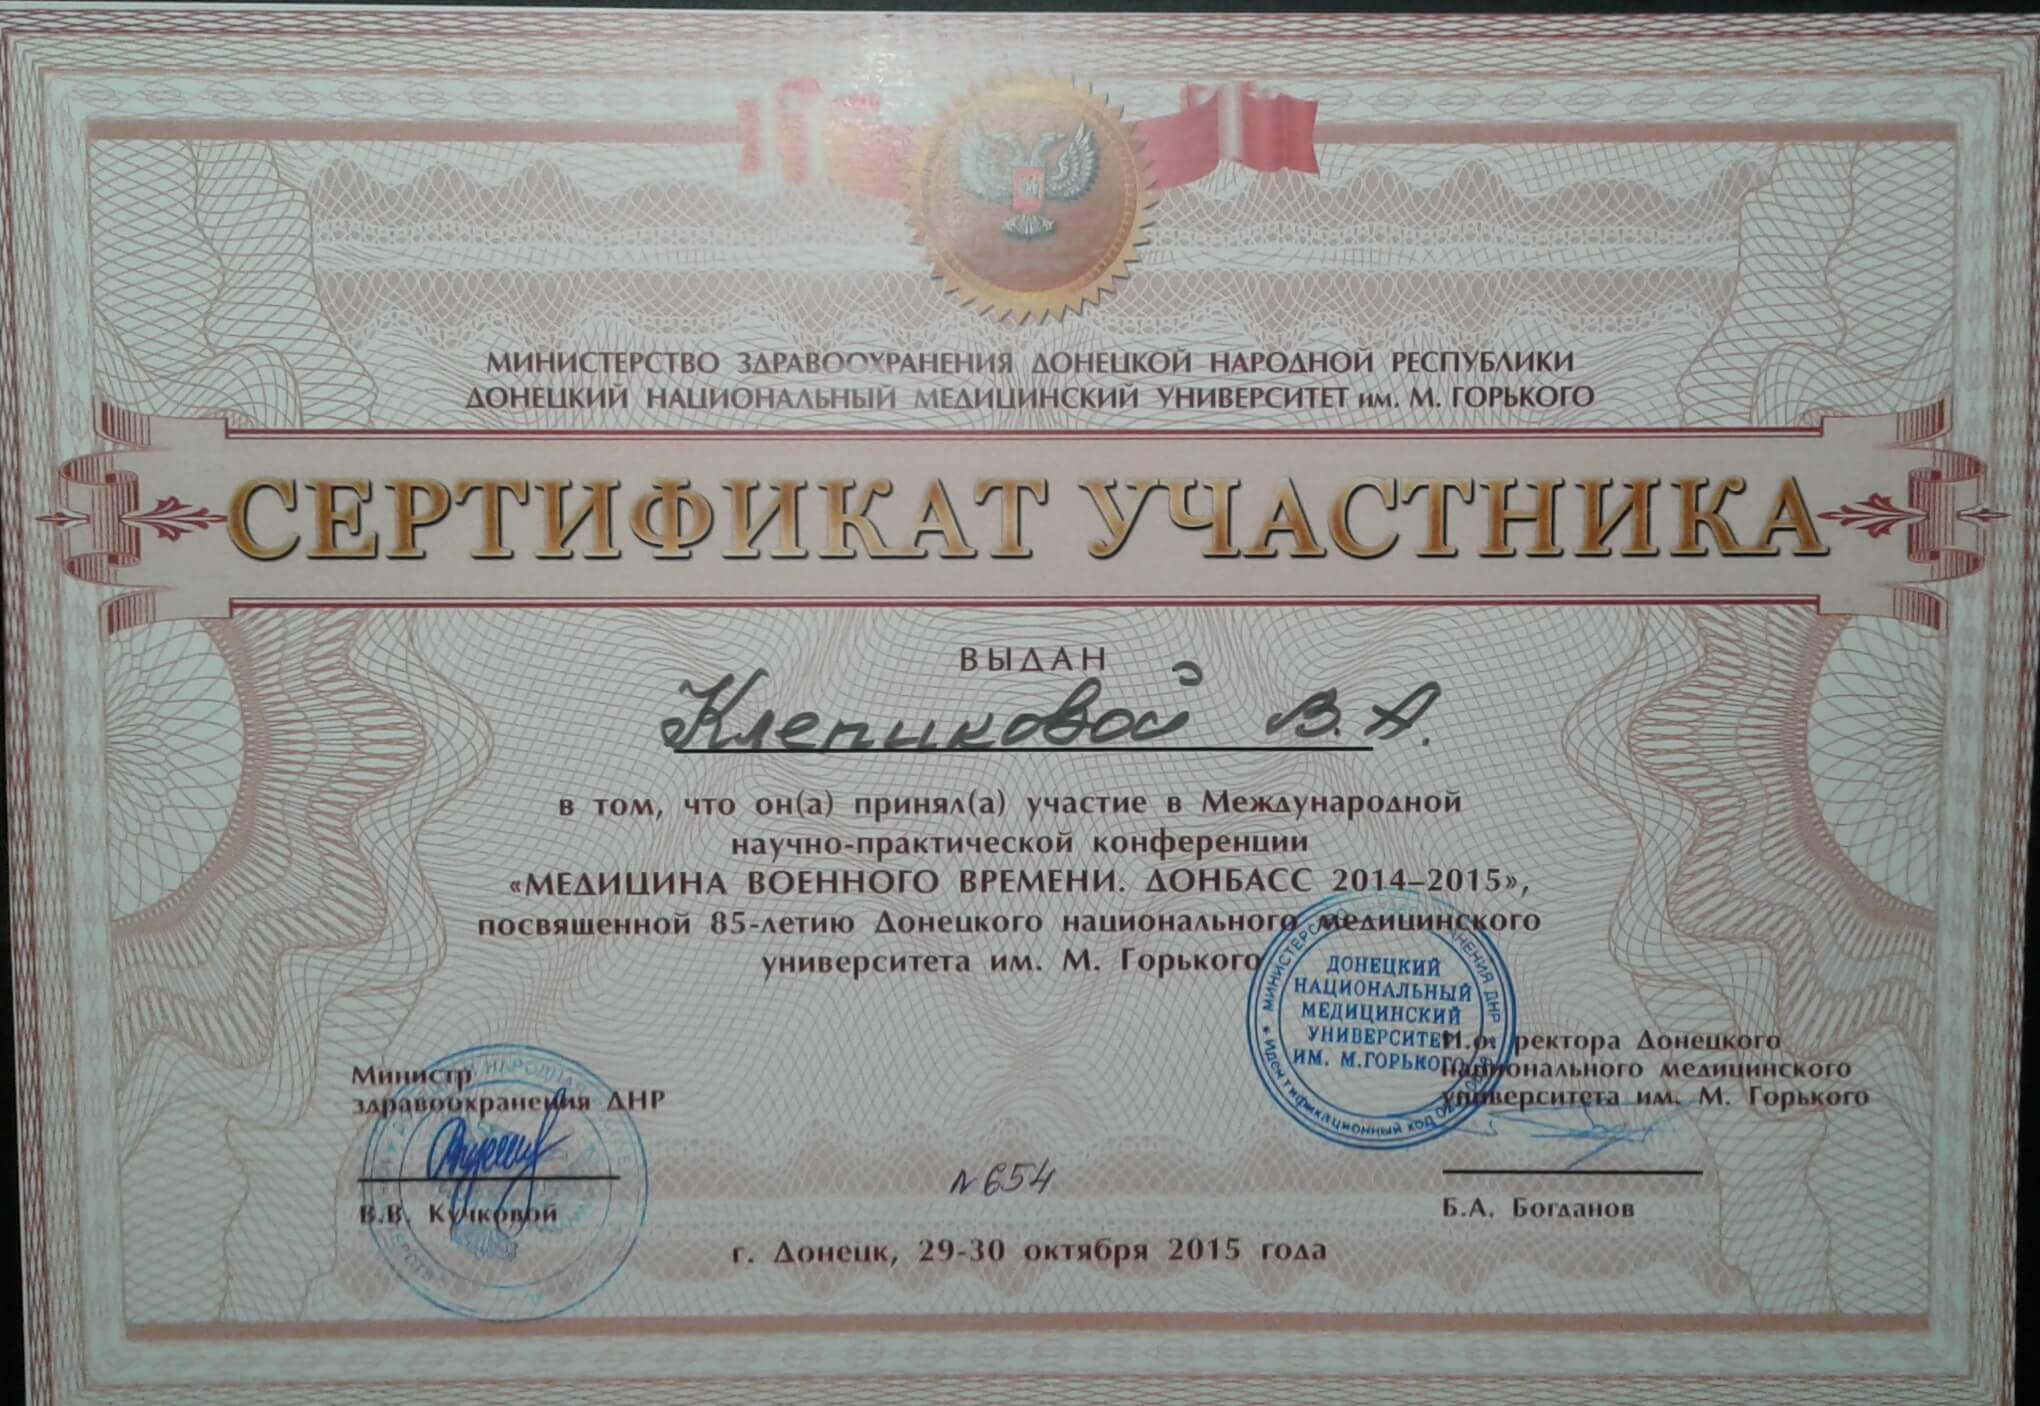 МИНИСТЕРСТВО ЗДРАВООХРАНЕНИЯ ДОНЕЦКОЙ НАРОДНОЙ РЕСПУБЛИКИ
ДОНЕЦКИЙ НАЦИОНАЛЬНЫЙ МЕДИЦИНСКИЙ УНИВЕРСИТЕТ им. М. ГОРЬКОГО
СЕРТИФИКАТ УЧАСТНИКА
ВЫДАН
Клепиковой В.А.
в том, что он(а) принял(а) участие в Международной
научно-практической конференции
«МЕДИЦИНА ВОЕННОГО ВРЕМЕНИ. ДОНБАСС 2014–2015»,
посвященной 85-летию Донецкого национального медицинского
университета им. М. Горького
ДОНЕЦКИЙ
НАЦИОНАЛЬНЫЙ
МЕДИЦИНСКИЙ
УНИВЕРСИТЕТ
ИМ. М.ГОРЬКОГО
Идентификационный код
Министр
здравоохранения ДНР
В.В. Кучковой
И.о. ректора Донецкого
национального медицинского
университета им. М. Горького
Б.А. Богданов
№654
г. Донецк, 29-30 октября 2015 года